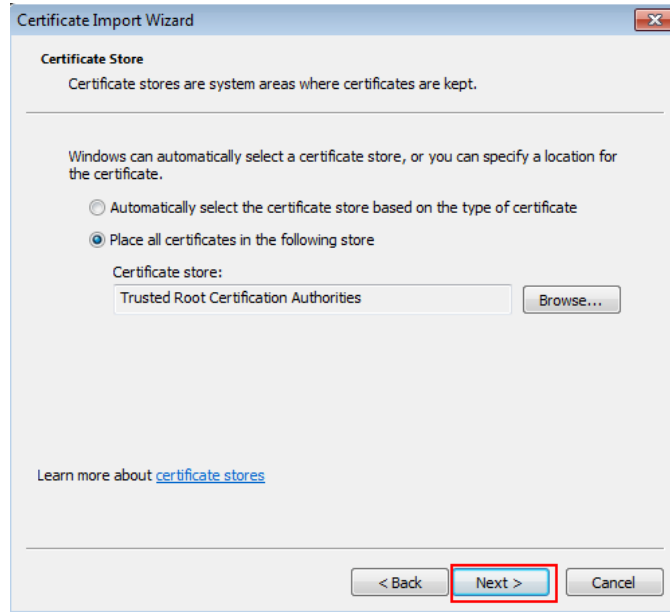 Certificate Import Wizard
Certificate Store
Certificate stores are system areas where certificates are kept.
Windows can automatically select a certificate store, or you can specify a location for
the certificate.
Automatically select the certificate store based on the type of certificate
Place all certificates in the following store
Certificate store:
Trusted Root Certification Authorities
Browse...
Learn more about certificate stores
< Back
Next >
Cancel